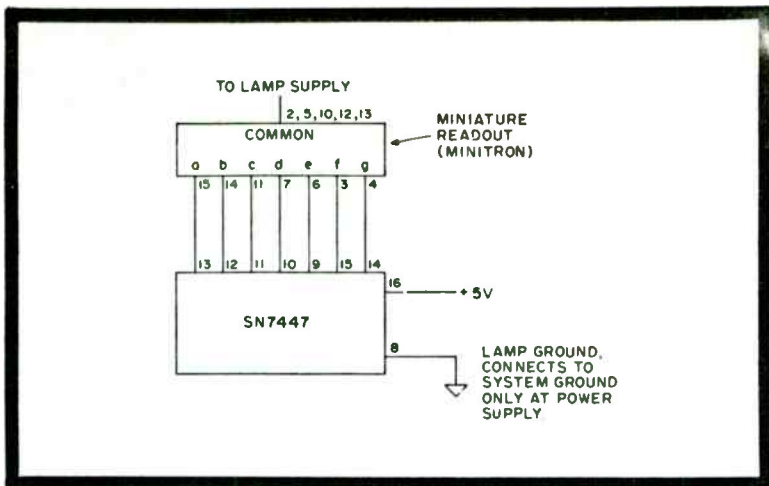 TO LAMP SUPPLY
2, 5, 10, 12, 13
COMMON
MINIATURE
READOUT
(MINITRON)
a b c d e f g
15 14 11 7 6 3 4
13 12 11 10 9 15 14
16
+5V
SN7447
8
LAMP GROUND,
CONNECTS TO
SYSTEM GROUND
ONLY AT POWER
SUPPLY